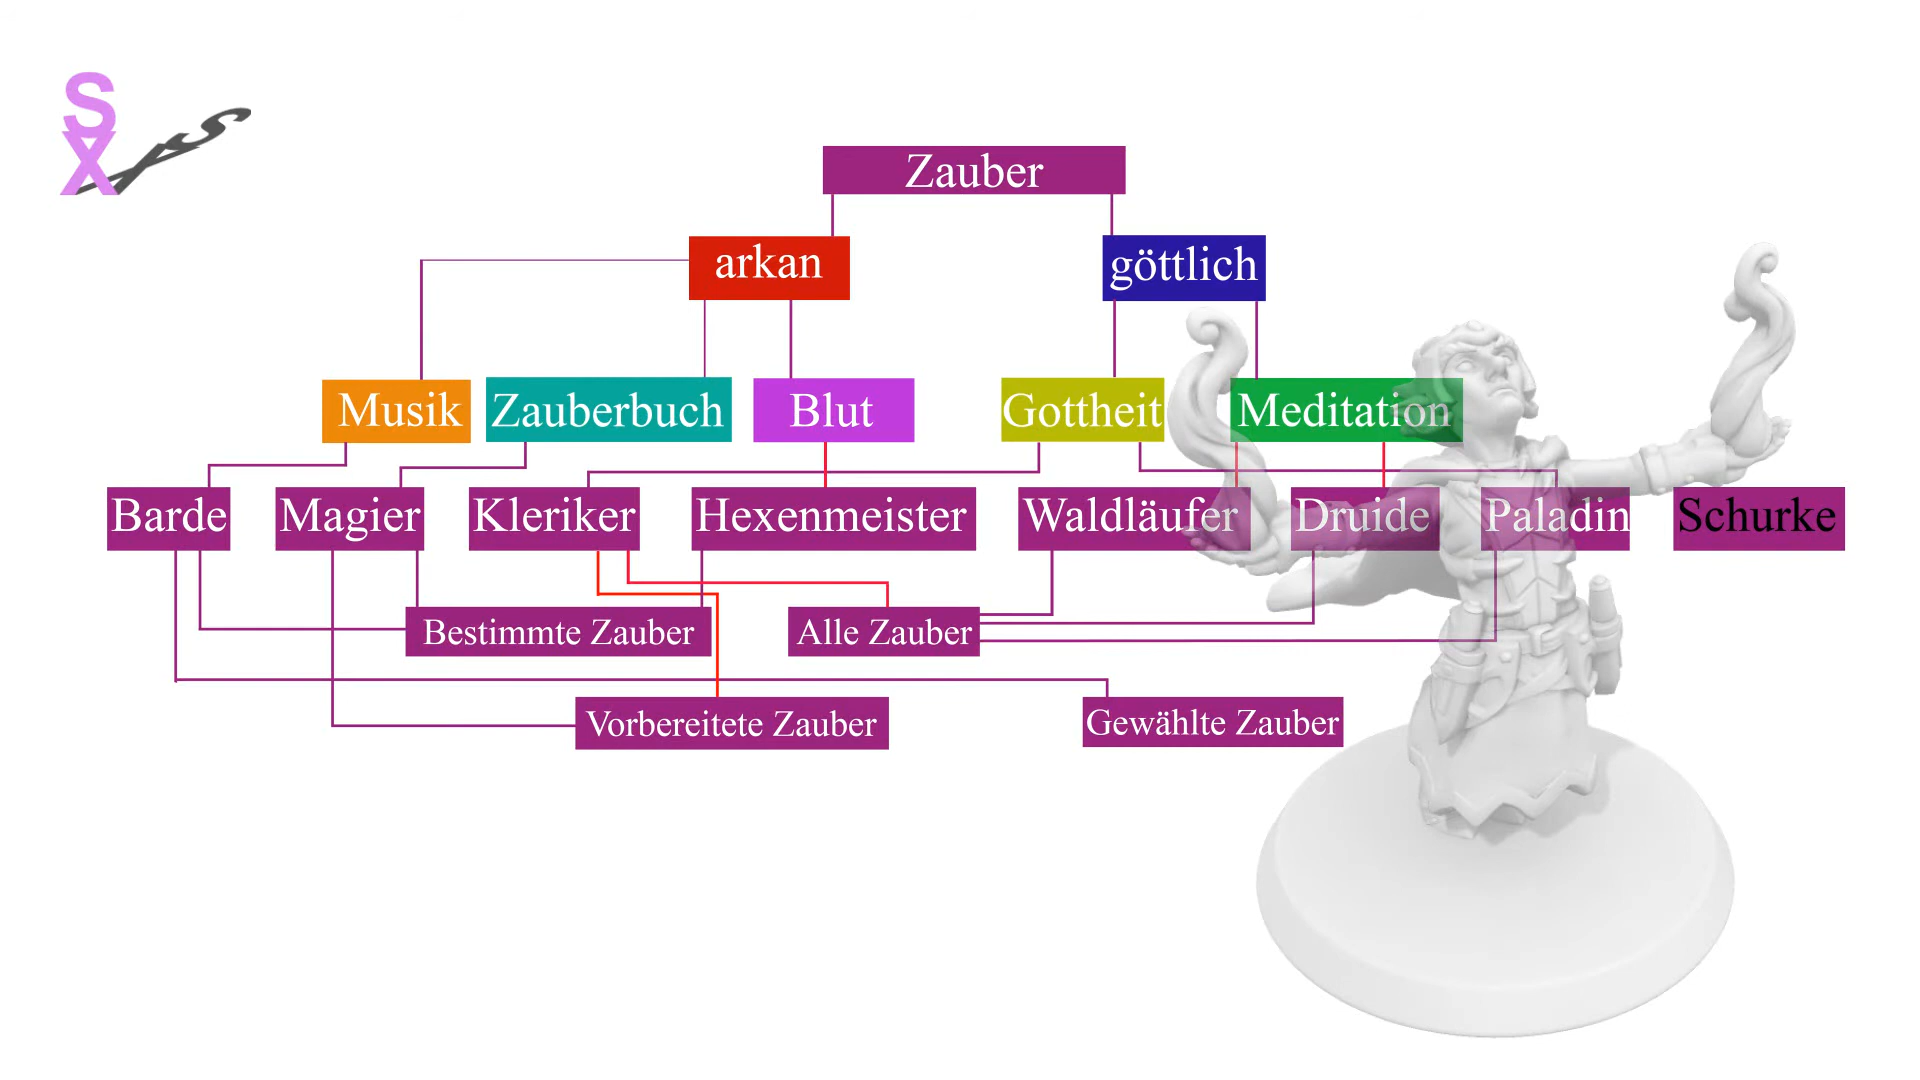 SX
Zauber
arkan
göttlich
Musik
Zauberbuch
Blut
Gottheit
Meditation
Barde
Magier
Kleriker
Hexenmeister
Waldläufer
Druide
Paladin
Schurke
Bestimmte Zauber
Alle Zauber
Vorbereitete Zauber
Gewählte Zauber